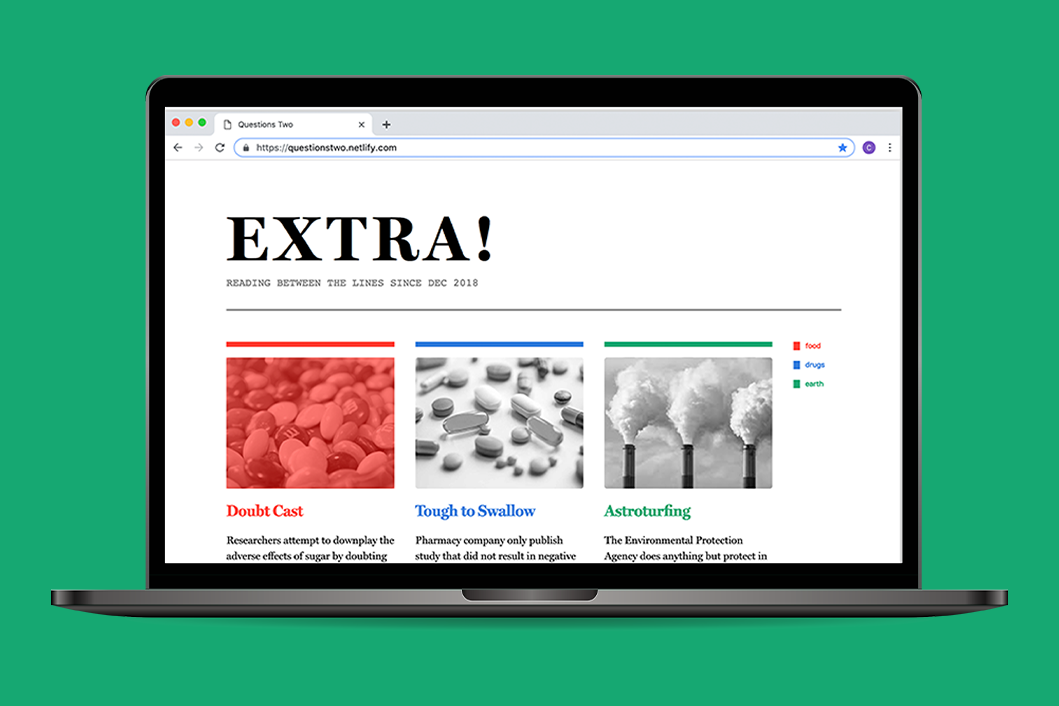 Questions Two
https://questionstwo.netlify.com
C
EXTRA!
READING BETWEEN THE LINES SINCE DEC 2018
food
drugs
earth
Doubt Cast
Researchers attempt to downplay the
adverse effects of sugar by doubting
Tough to Swallow
Pharmacy company only publish
study that did not result in negative
Astroturfing
The Environmental Protection
Agency does anything but protect in